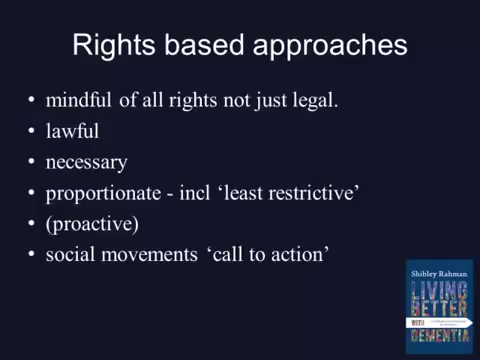 Rights based approaches
• mindful of all rights not just legal.
• lawful
• necessary
• proportionate - incl ‘least restrictive’
• (proactive)
• social movements ‘call to action’
Shibley Rahman
LIVING
BETTER
WITH
DEMENTIA